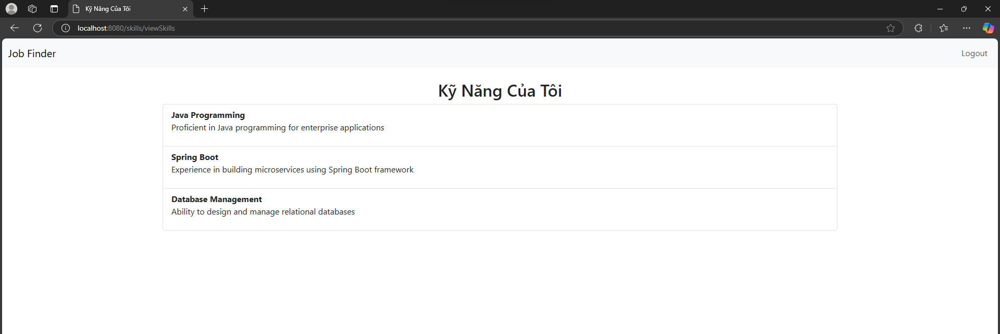 Kỹ Năng Của Tôi
localhost:8080/skills/viewSkills
Job Finder
Logout
Kỹ Năng Của Tôi
Java Programming
Proficient in Java programming for enterprise applications
Spring Boot
Experience in building microservices using Spring Boot framework
Database Management
Ability to design and manage relational databases